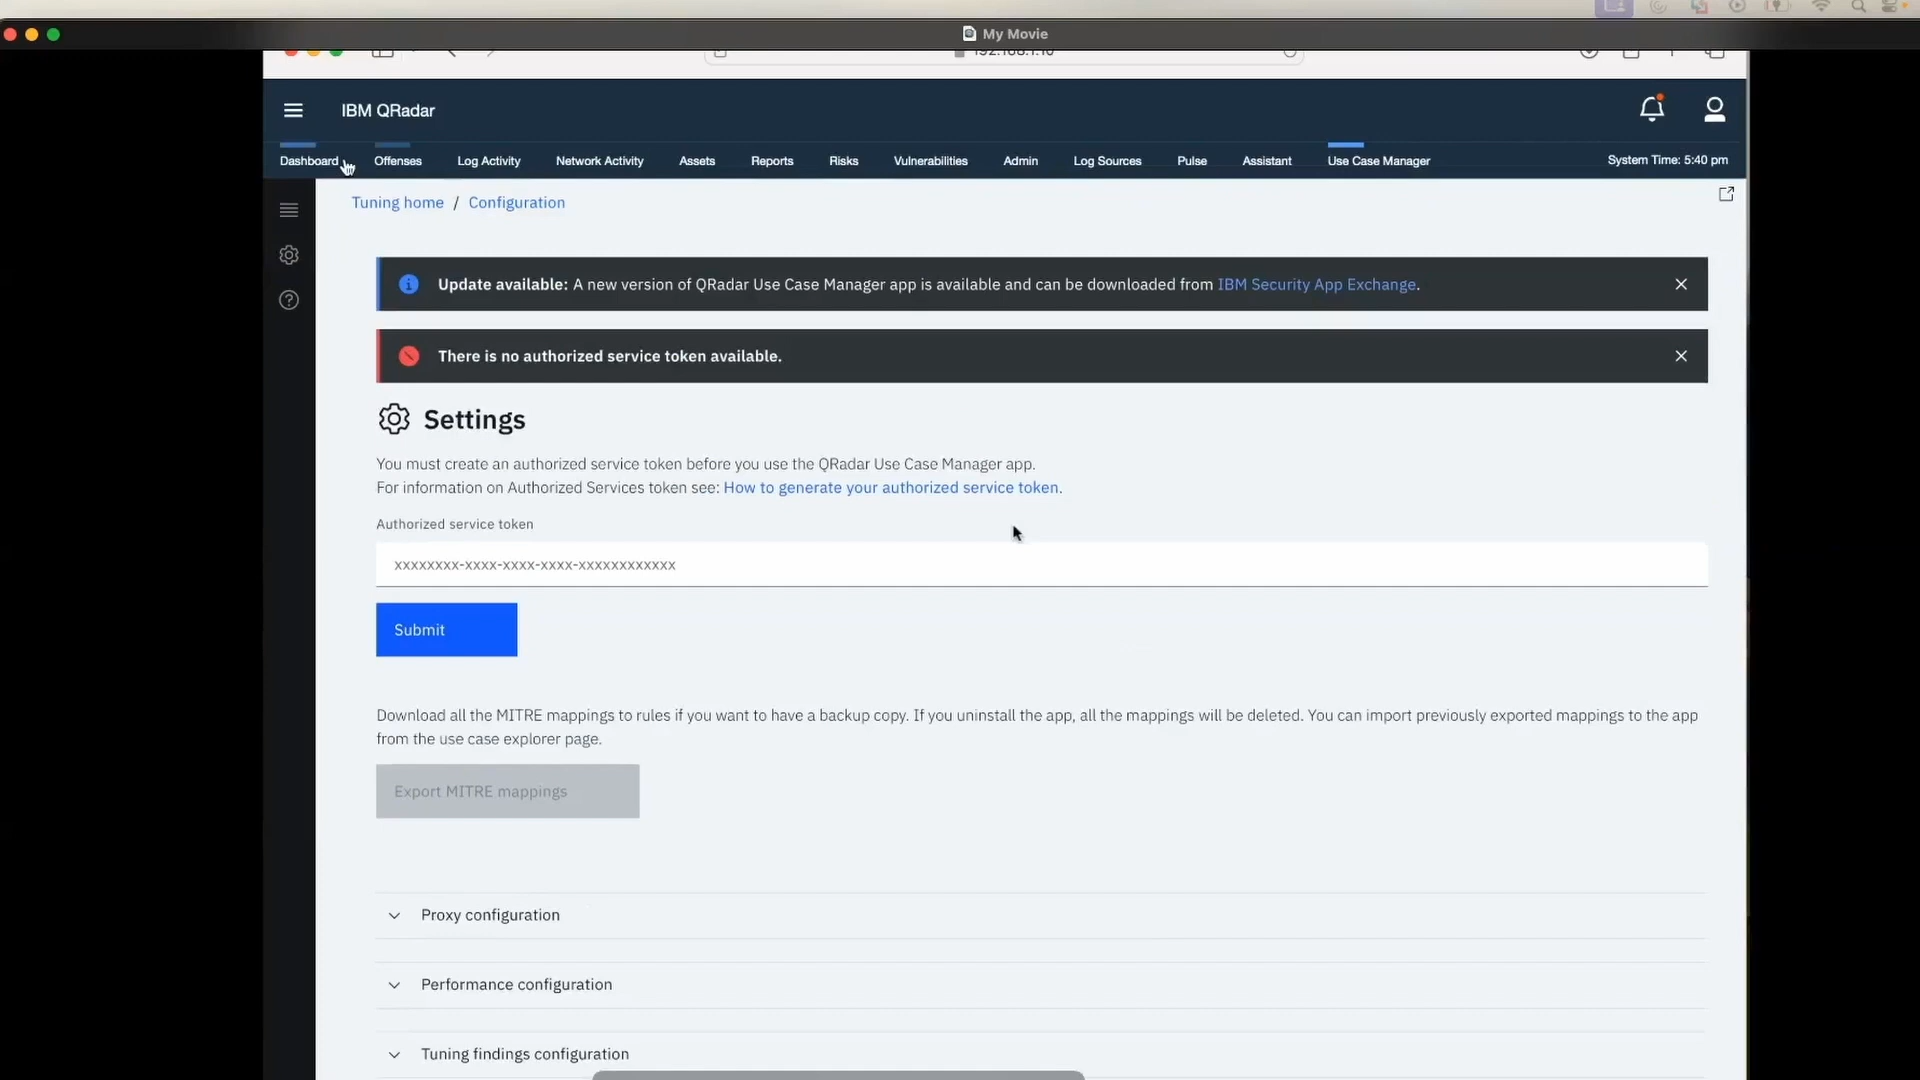 My Movie
192.168.1.10
IBM QRadar
Dashboard Offenses Log Activity Network Activity Assets Reports Risks Vulnerabilities Admin Log Sources Pulse Assistant Use Case Manager System Time: 5:40 pm
Tuning home / Configuration
Update available: A new version of QRadar Use Case Manager app is available and can be downloaded from IBM Security App Exchange.
There is no authorized service token available.
Settings
You must create an authorized service token before you use the QRadar Use Case Manager app.
For information on Authorized Services token see: How to generate your authorized service token.
Authorized service token
xxxxxxxx-xxxx-xxxx-xxxx-xxxxxxxxxxxx
Submit
Download all the MITRE mappings to rules if you want to have a backup copy. If you uninstall the app, all the mappings will be deleted. You can import previously exported mappings to the app
from the use case explorer page.
Export MITRE mappings
Proxy configuration
Performance configuration
Tuning findings configuration